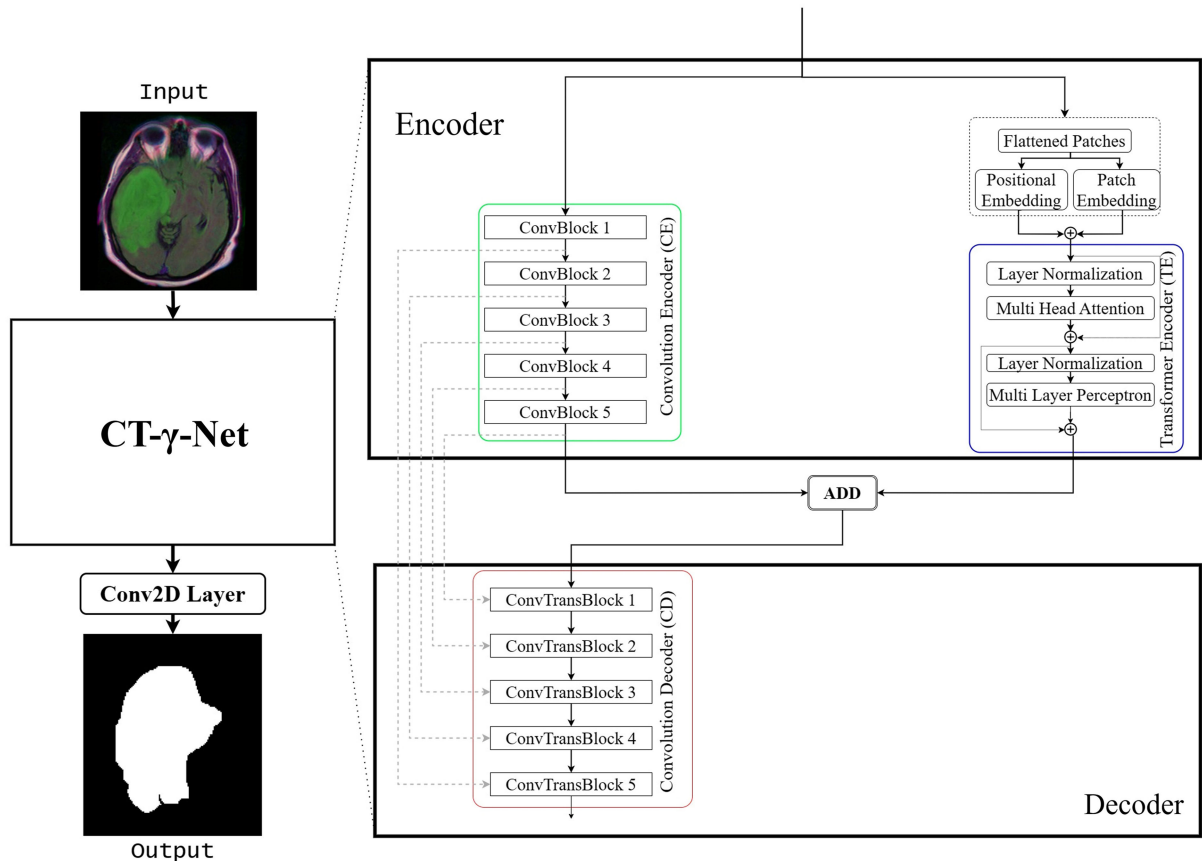 Input
CT-γ-Net
Conv2D Layer
Output
Encoder
ConvBlock 1
ConvBlock 2
ConvBlock 3
ConvBlock 4
ConvBlock 5
Convolution Encoder (CE)
Flattened Patches
Positional
Embedding
Patch
Embedding
Layer Normalization
Multi Head Attention
Layer Normalization
Multi Layer Perceptron
Transformer Encoder (TE)
ADD
ConvTransBlock 1
ConvTransBlock 2
ConvTransBlock 3
ConvTransBlock 4
ConvTransBlock 5
Convolution Decoder (CD)
Decoder